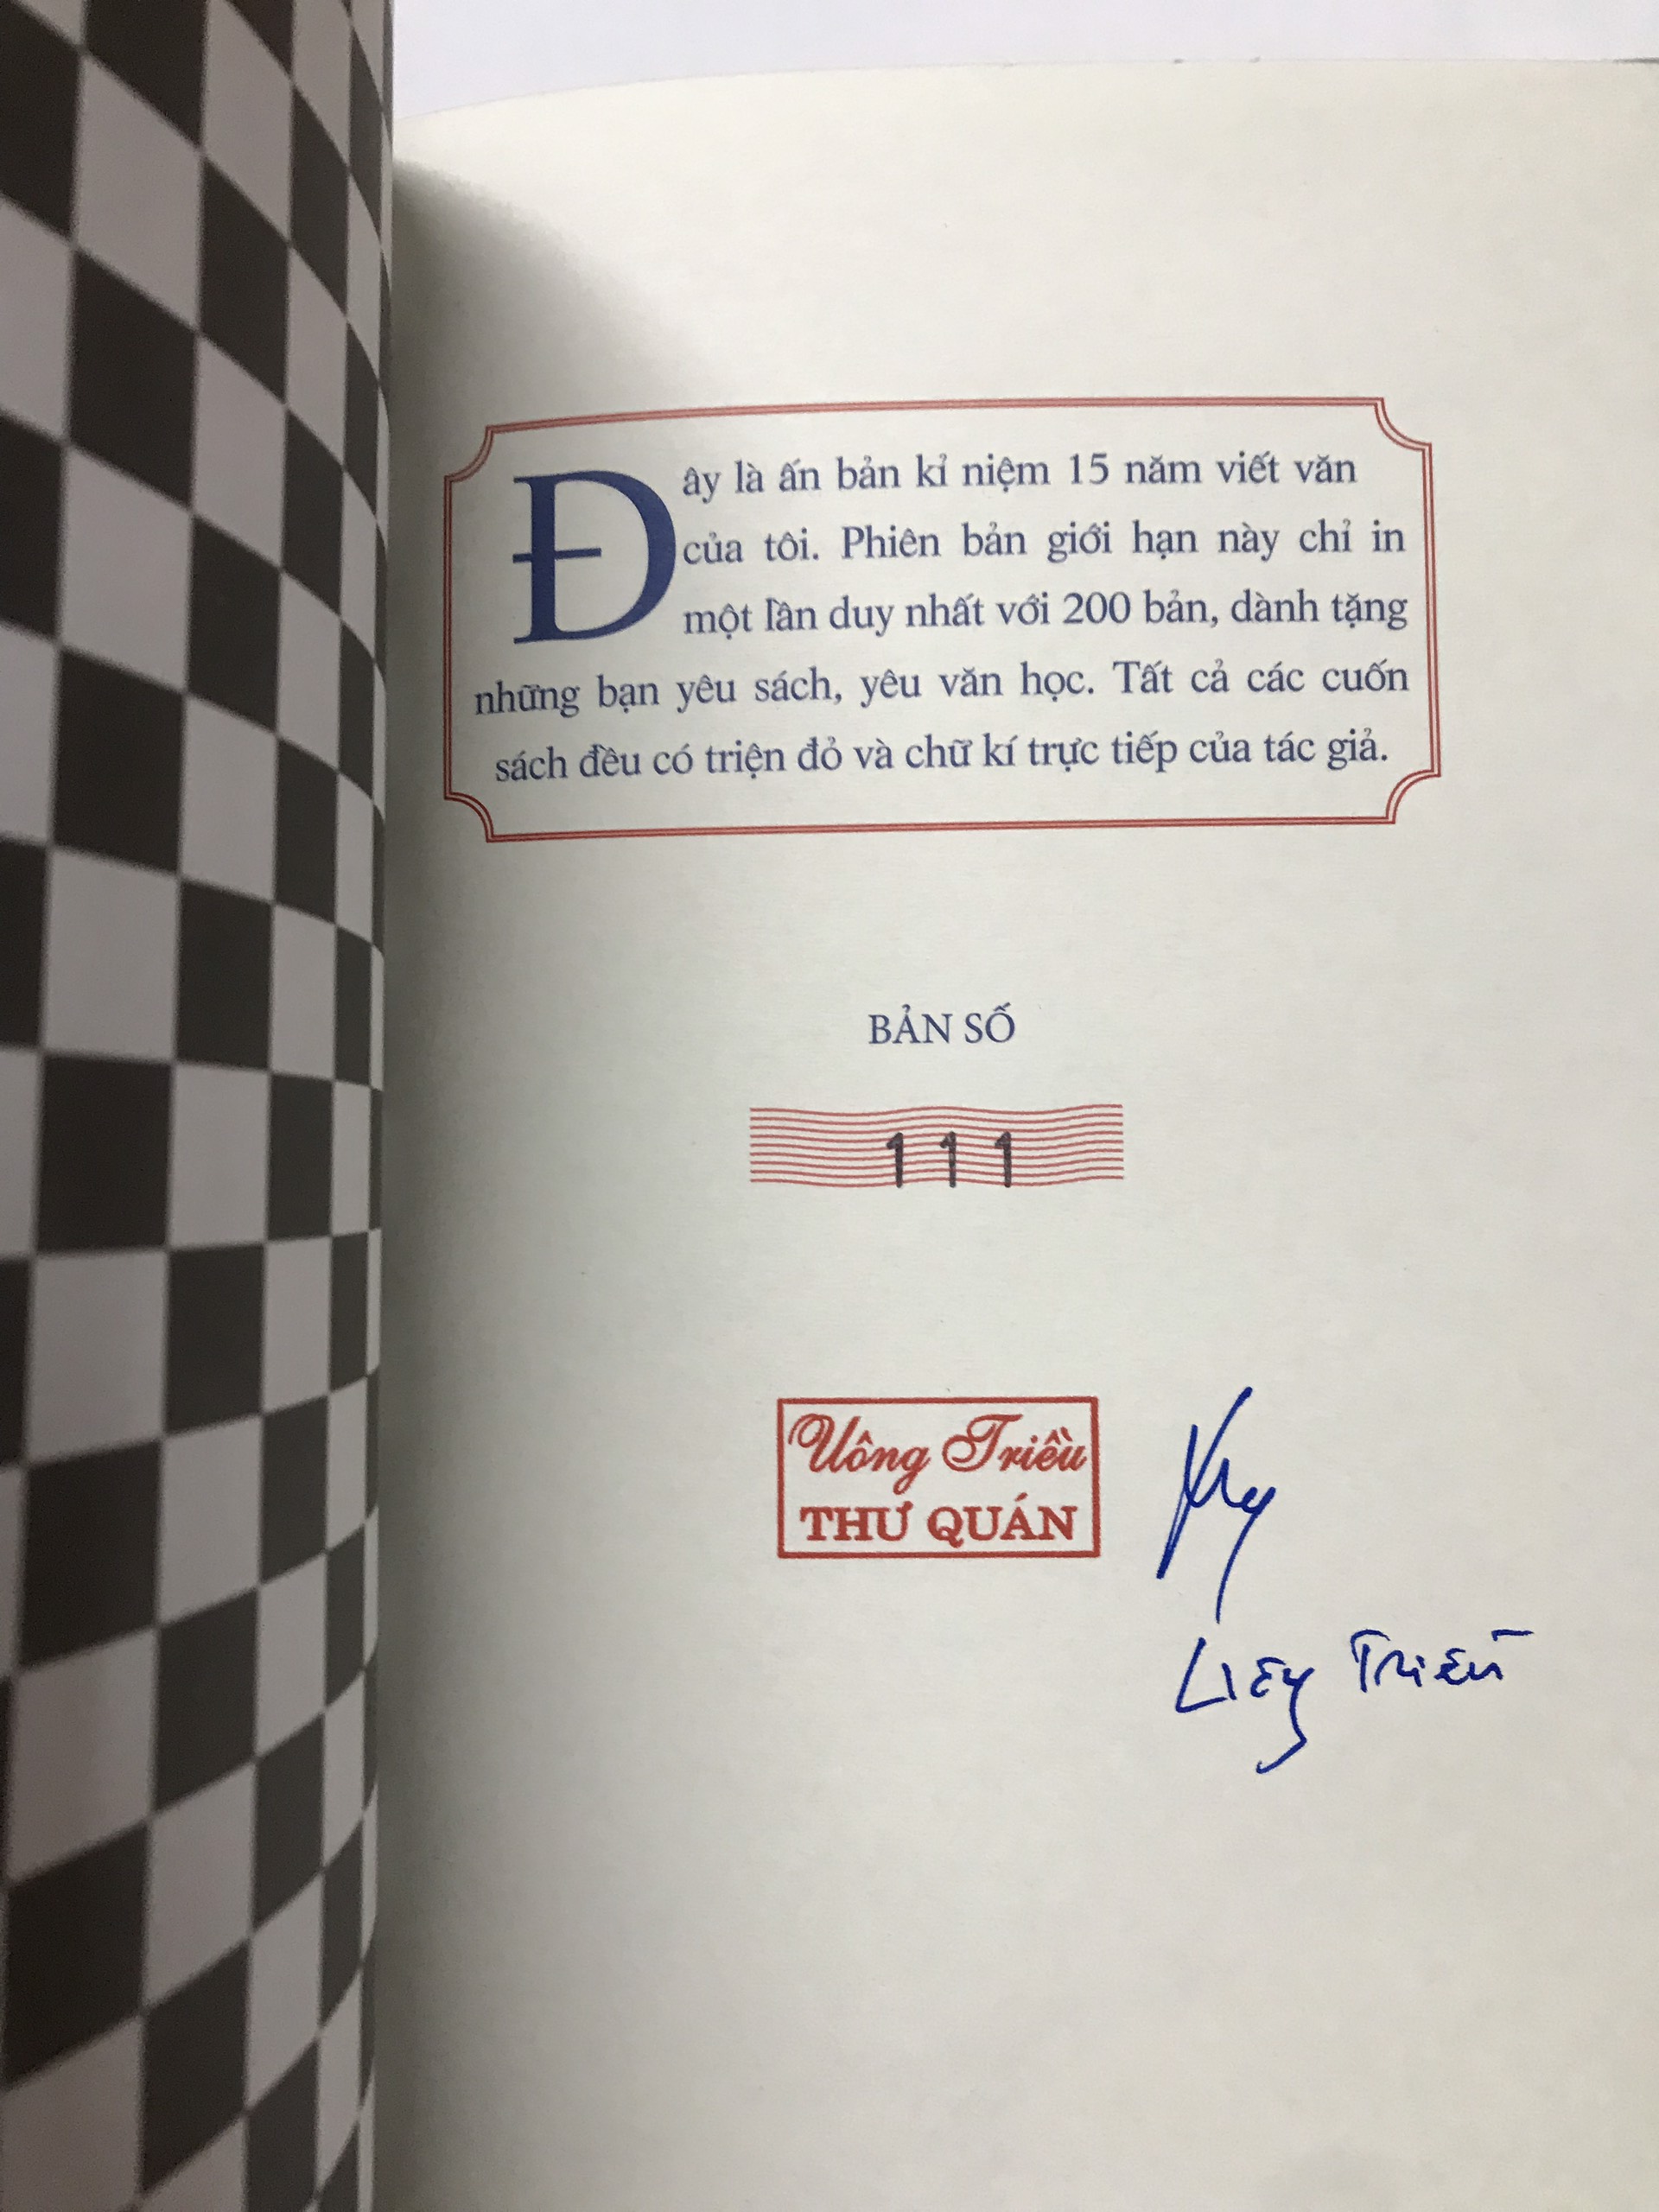 Đây là ấn bản kỉ niệm 15 năm viết văn
của tôi. Phiên bản giới hạn này chỉ in
một lần duy nhất với 200 bản, dành tặng
những bạn yêu sách, yêu văn học. Tất cả các cuốn
sách đều có triện đỏ và chữ kí trực tiếp của tác giả.
BẢN SỐ
111
Uông Triều
THƯ QUÁN
Uông Triều